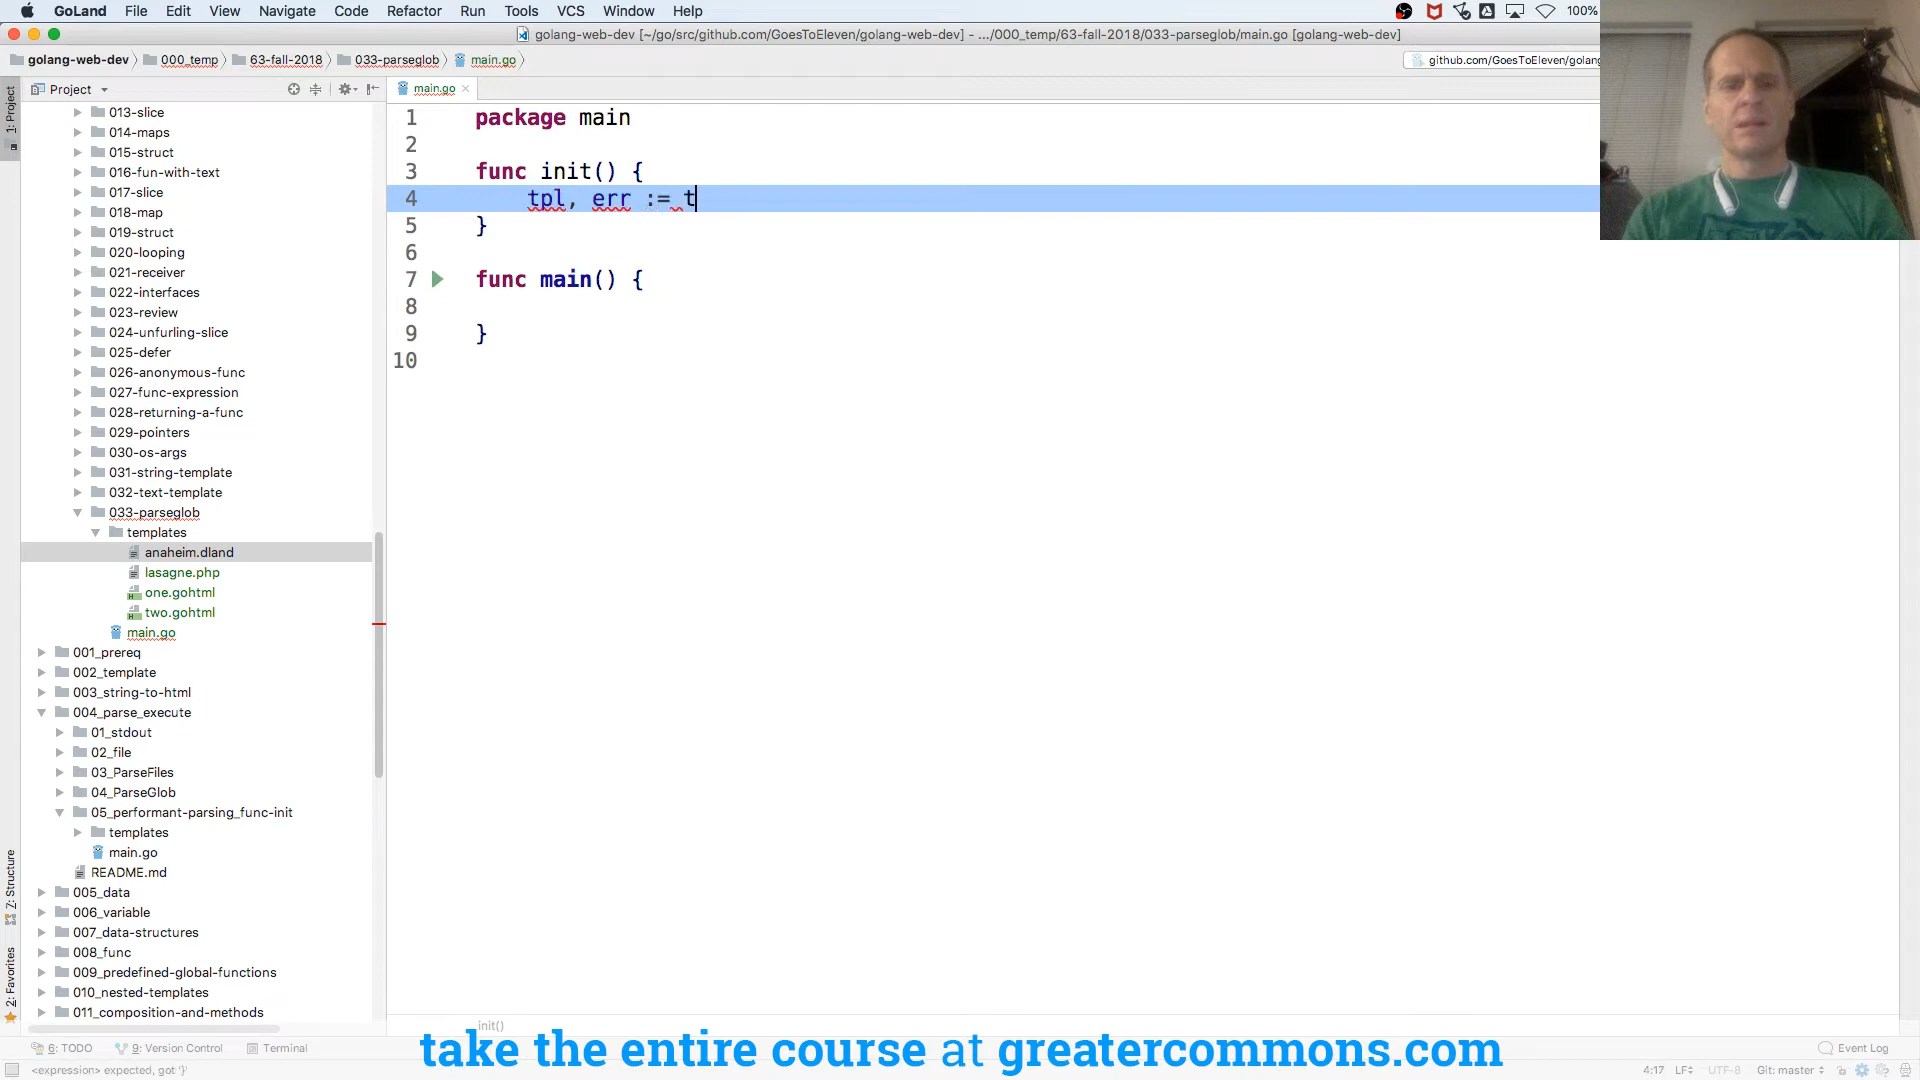 GoLand File Edit View Navigate Code Refactor Run Tools VCS Window Help 100%
golang-web-dev [~/go/src/github.com/GoesToEleven/golang-web-dev] - .../000_temp/63-fall-2018/033-parseglob/main.go [golang-web-dev]
golang-web-dev 000_temp 63-fall-2018 033-parseglob main.go github.com/GoesToEleven/golang
Project
main.go
1: Project
013-slice
014-maps
015-struct
016-fun-with-text
017-slice
018-map
019-struct
020-looping
021-receiver
022-interfaces
023-review
024-unfurling-slice
025-defer
026-anonymous-func
027-func-expression
028-returning-a-func
029-pointers
030-os-args
031-string-template
032-text-template
033-parseglob
templates
anaheim.dland
lasagne.php
one.gohtml
two.gohtml
main.go
001_prereq
002_template
003_string-to-html
004_parse_execute
01_stdout
02_file
03_ParseFiles
04_ParseGlob
05_performant-parsing_func-init
templates
main.go
README.md
005_data
006_variable
007_data-structures
008_func
009_predefined-global-functions
010_nested-templates
011_composition-and-methods
7: Structure
2: Favorites
1 package main
2
3 func init() {
4 tpl, err := t
5 }
6
7 func main() {
8
9 }
10
init()
6: TODO 9: Version Control Terminal Event Log
take the entire course at greatercommons.com
<expression> expected, got '}' 4:17 LF UTF-8 Git: master